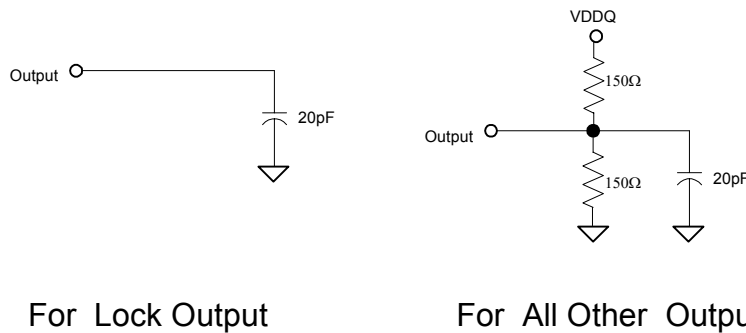 VDDQ
Output
20pF
150Ω
Output
150Ω
20pF
For Lock Output
For All Other Outpu